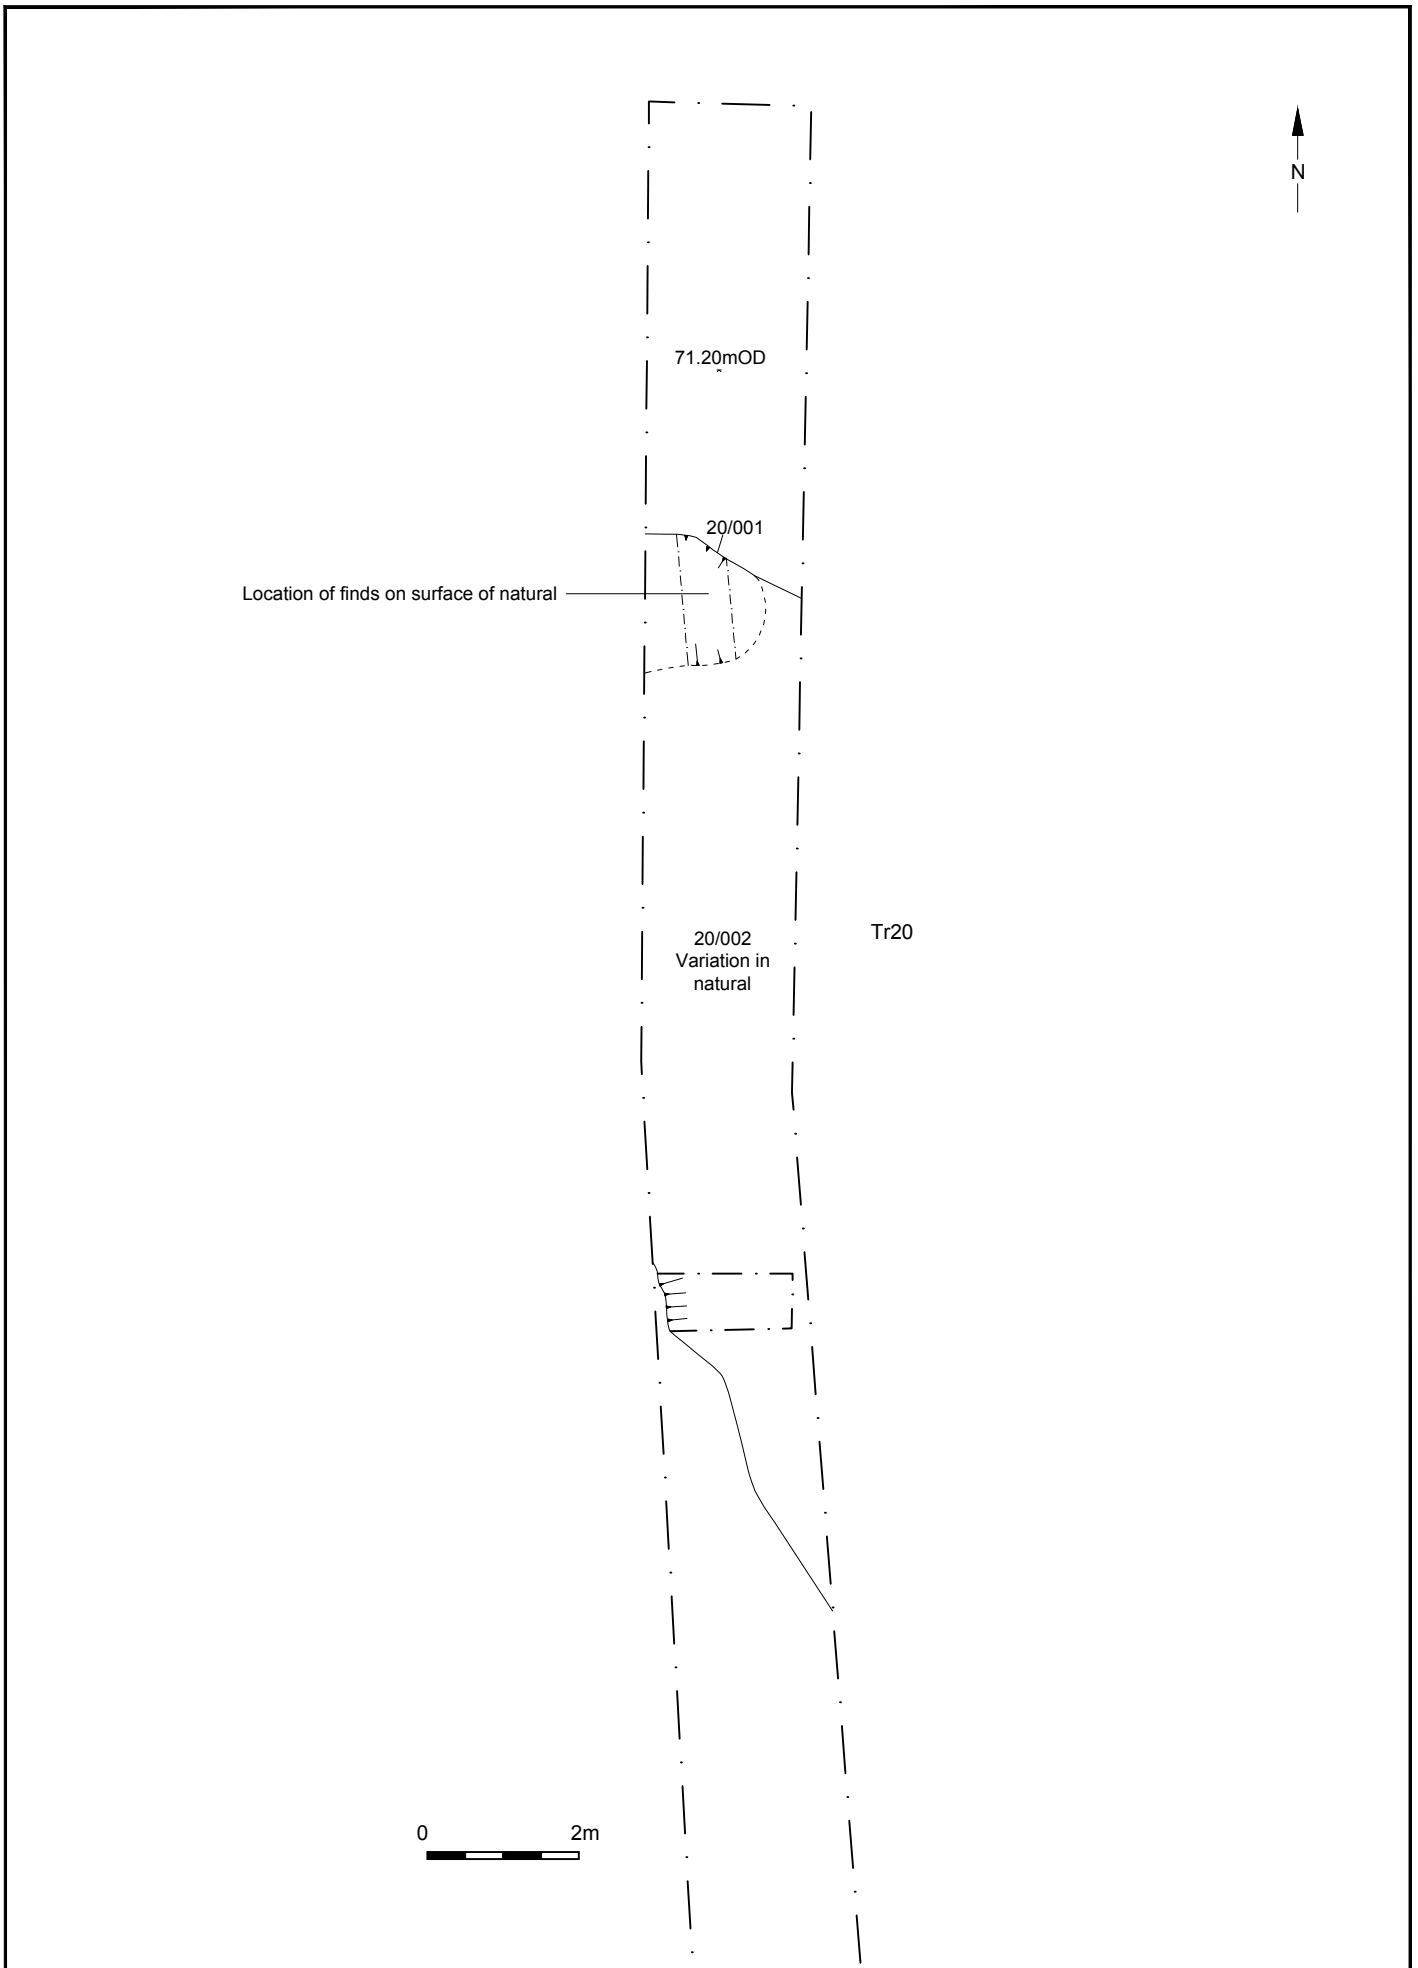 N
71.20mOD
20/001
Location of finds on surface of natural
Tr20
20/002
Variation in
natural
0 2m